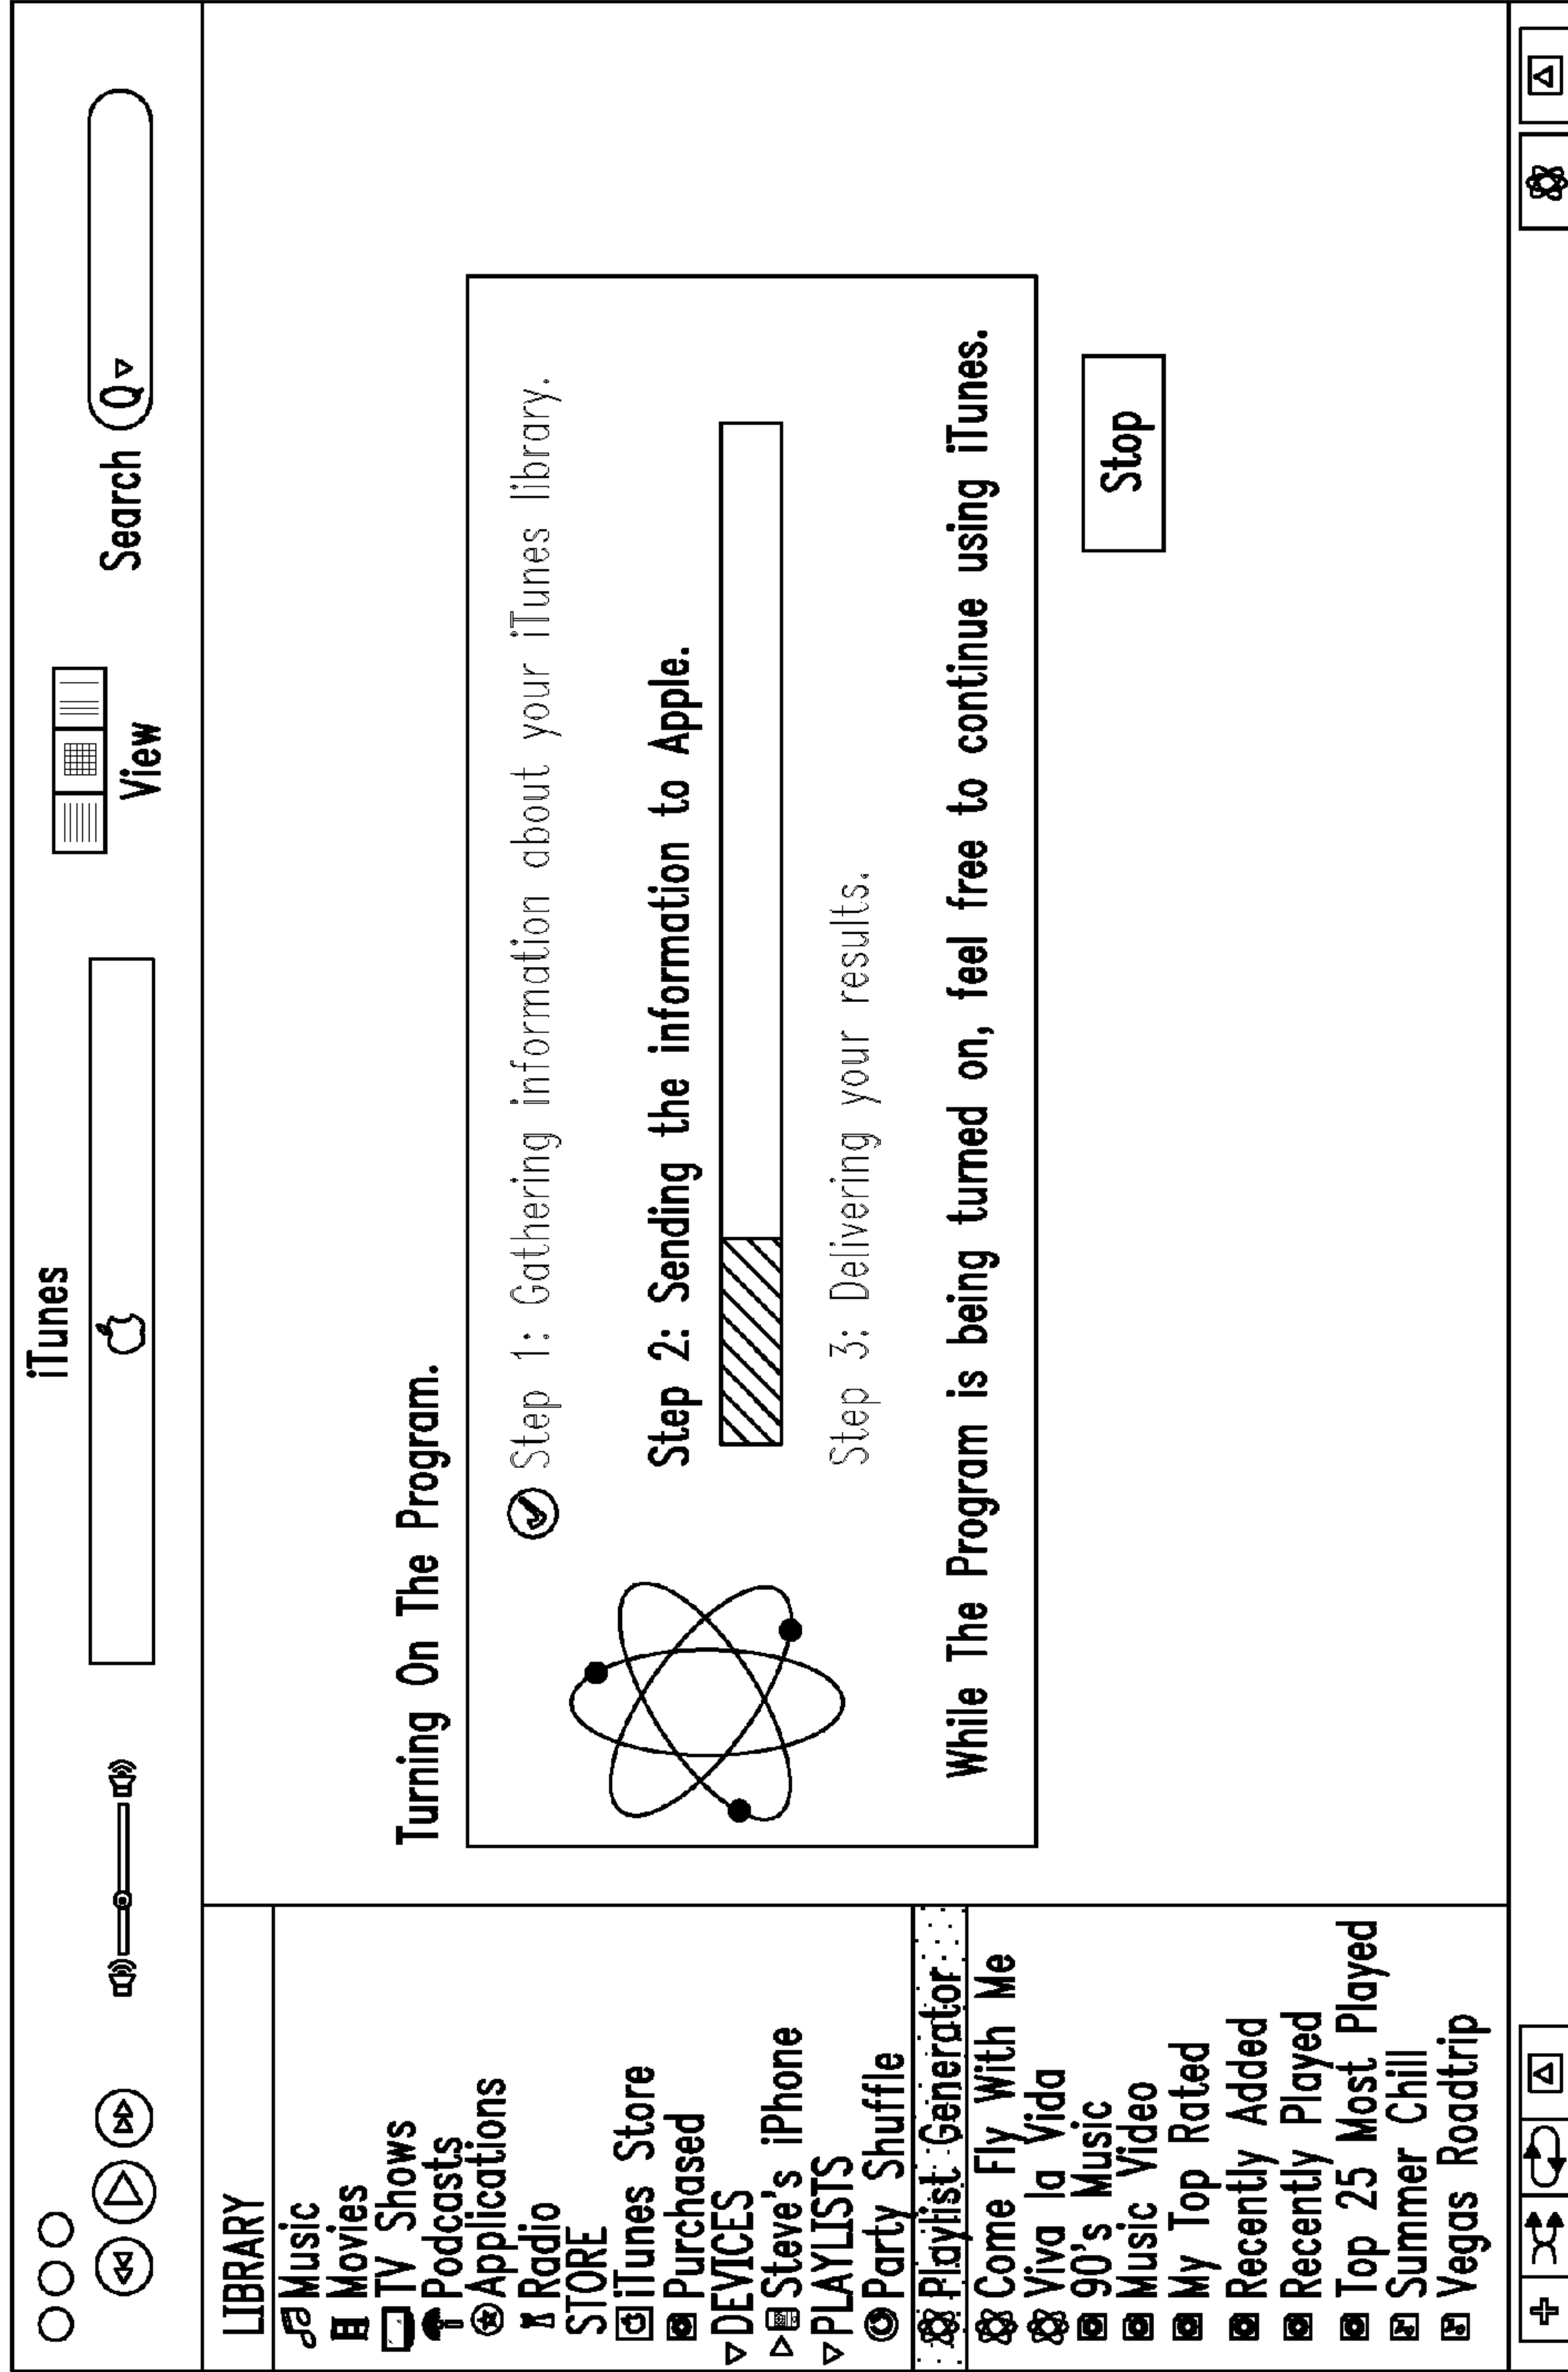 iTunes
View
Search
LIBRARY
Music
Movies
TV Shows
Podcasts
Applications
Radio
STORE
iTunes Store
Purchased
DEVICES
Steve's iPhone
PLAYLISTS
Party Shuffle
Playlist Generator
Come Fly With Me
Viva la Vida
90's Music
Music Video
My Top Rated
Recently Added
Recently Played
Top 25 Most Played
Summer Chill
Vegas Roadtrip
Turning On The Program.
Step 1: Gathering information about your iTunes library.
Step 2: Sending the information to Apple.
Step 3: Delivering your results.
While The Program is being turned on, feel free to continue using iTunes.
Stop